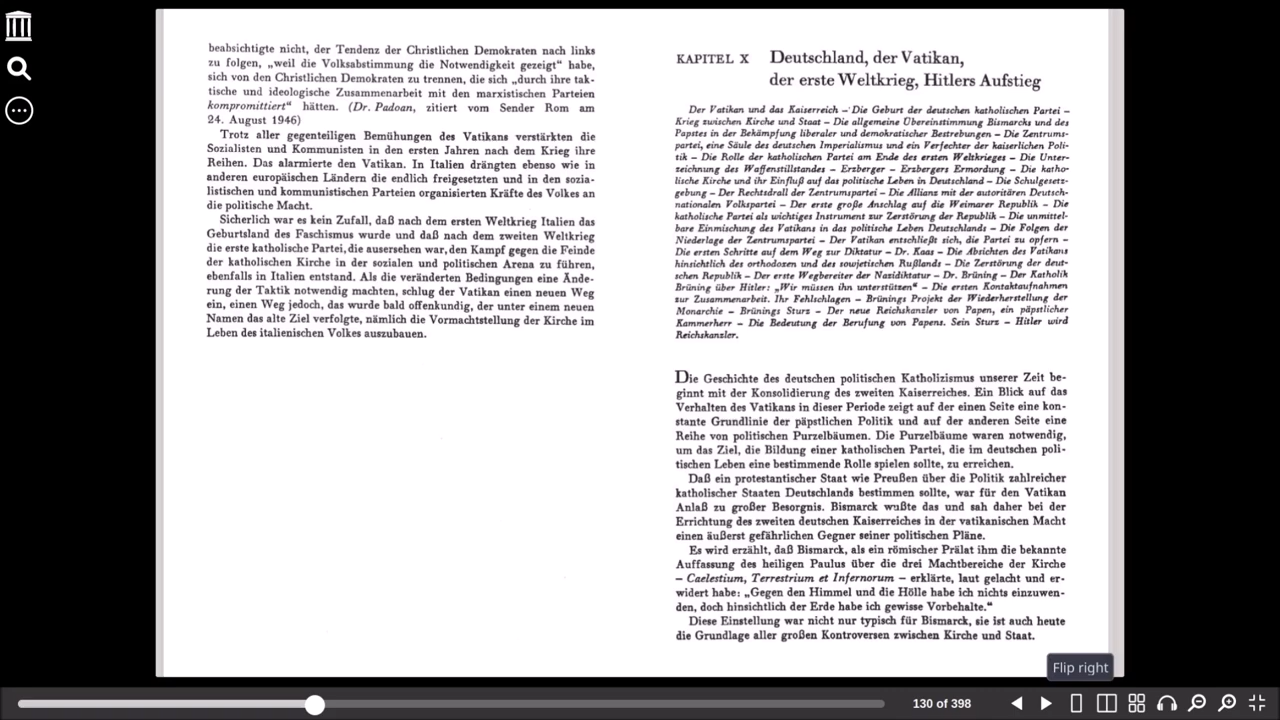 beabsichtigte nicht, der Tendenz der Christlichen Demokraten nach links
zu folgen, „weil die Volksabstimmung die Notwendigkeit gezeigt“ habe,
sich von den Christlichen Demokraten zu trennen, die sich „durch ihre tak-
tische und ideologische Zusammenarbeit mit den marxistischen Parteien
kompromittiert“ hätten. (Dr. Padoan, zitiert vom Sender Rom am
24. August 1946)
Trotz aller gegenteiligen Bemühungen des Vatikans verstärkten die
Sozialisten und Kommunisten in den ersten Jahren nach dem Krieg ihre
Reihen. Das alarmierte den Vatikan. In Italien drängten ebenso wie in
anderen europäischen Ländern die endlich freigesetzten und in den sozia-
listischen und kommunistischen Parteien organisierten Kräfte des Volkes an
die politische Macht.
Sicherlich war es kein Zufall, daß nach dem ersten Weltkrieg Italien das
Geburtsland des Faschismus wurde und daß nach dem zweiten Weltkrieg
die erste katholische Partei, die ausersehen war, den Kampf gegen die Feinde
der katholischen Kirche in der sozialen und politischen Arena zu führen,
ebenfalls in Italien entstand. Als die veränderten Bedingungen eine Ände-
rung der Taktik notwendig machten, schlug der Vatikan einen neuen Weg
ein, einen Weg jedoch, das wurde bald offenkundig, der unter einem neuen
Namen das alte Ziel verfolgte, nämlich die Vormachtstellung der Kirche im
Leben des italienischen Volkes auszubauen.
KAPITEL X Deutschland, der Vatikan,
der erste Weltkrieg, Hitlers Aufstieg
Der Vatikan und das Kaiserreich – Die Geburt der deutschen katholischen Partei –
Krieg zwischen Kirche und Staat – Die allgemeine Übereinstimmung Bismarcks und des
Papstes in der Bekämpfung liberaler und demokratischer Bestrebungen – Die Zentrums-
partei, eine Säule des deutschen Imperialismus und ein Verfechter der kaiserlichen Poli-
tik – Die Rolle der katholischen Partei am Ende des ersten Weltkrieges – Die Unter-
zeichnung des Waffenstillstandes – Erzberger – Erzbergers Ermordung – Die katho-
lische Kirche und ihr Einfluß auf das politische Leben in Deutschland – Die Schulgesetz-
gebung – Der Rechtsdrall der Zentrumspartei – Die Allianz mit der autoritären Deutsch-
nationalen Volkspartei – Der erste große Anschlag auf die Weimarer Republik – Die
katholische Partei als wichtiges Instrument zur Zerstörung der Republik – Die unmittel-
bare Einmischung des Vatikans in das politische Leben Deutschlands – Die Folgen der
Niederlage der Zentrumspartei – Der Vatikan entschließt sich, die Partei zu opfern –
Die ersten Schritte auf dem Weg zur Diktatur – Dr. Kaas – Die Absichten des Vatikans
hinsichtlich des orthodoxen und des sowjetischen Rußlands – Die Zerstörung der deut-
schen Republik – Der erste Wegbereiter der Nazidiktatur – Dr. Brüning – Der Katholik
Brüning über Hitler: „Wir müssen ihn unterstützen“ – Die ersten Kontaktaufnahmen
zur Zusammenarbeit. Ihr Fehlschlagen – Brünings Projekt der Wiederherstellung der
Monarchie – Brünings Sturz – Der neue Reichskanzler von Papen, ein päpstlicher
Kammerherr – Die Bedeutung der Berufung von Papens. Sein Sturz – Hitler wird
Reichskanzler.
Die Geschichte des deutschen politischen Katholizismus unserer Zeit be-
ginnt mit der Konsolidierung des zweiten Kaiserreiches. Ein Blick auf das
Verhalten des Vatikans in dieser Periode zeigt auf der einen Seite eine kon-
stante Grundlinie der päpstlichen Politik und auf der anderen Seite eine
Reihe von politischen Purzelbäumen. Die Purzelbäume waren notwendig,
um das Ziel, die Bildung einer katholischen Partei, die im deutschen poli-
tischen Leben eine bestimmende Rolle spielen sollte, zu erreichen.
Daß ein protestantischer Staat wie Preußen über die Politik zahlreicher
katholischer Staaten Deutschlands bestimmen sollte, war für den Vatikan
Anlaß zu großer Besorgnis. Bismarck wußte das und sah daher bei der
Errichtung des zweiten deutschen Kaiserreiches in der vatikanischen Macht
einen äußerst gefährlichen Gegner seiner politischen Pläne.
Es wird erzählt, daß Bismarck, als ein römischer Prälat ihm die bekannte
Auffassung des heiligen Paulus über die drei Machtbereiche der Kirche
– Caelestium, Terrestrium et Infernorum – erklärte, laut gelacht und er-
widert habe: „Gegen den Himmel und die Hölle habe ich nichts einzuwen-
den, doch hinsichtlich der Erde habe ich gewisse Vorbehalte.“
Diese Einstellung war nicht nur typisch für Bismarck, sie ist auch heute
die Grundlage aller großen Kontroversen zwischen Kirche und Staat.
Flip right
130 of 398